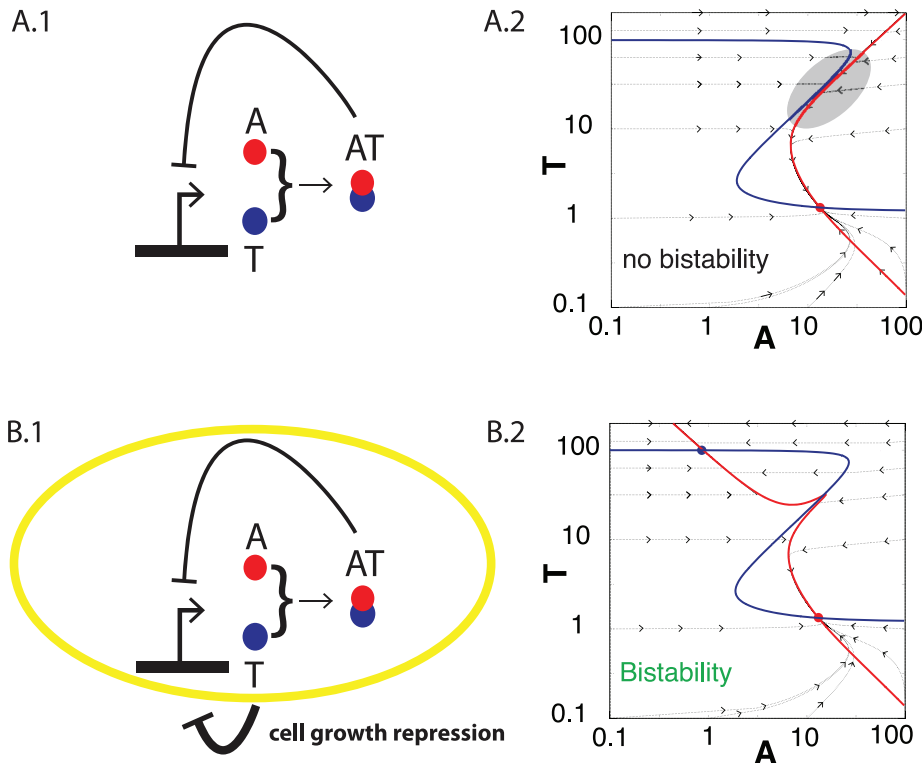 A.1
A
AT
T
A.2
100
10
T
1
0.1
no bistability
0.1
1
10
100
A
B.1
A
AT
T
cell growth repression
B.2
100
10
T
1
0.1
Bistability
0.1
1
10
100
A